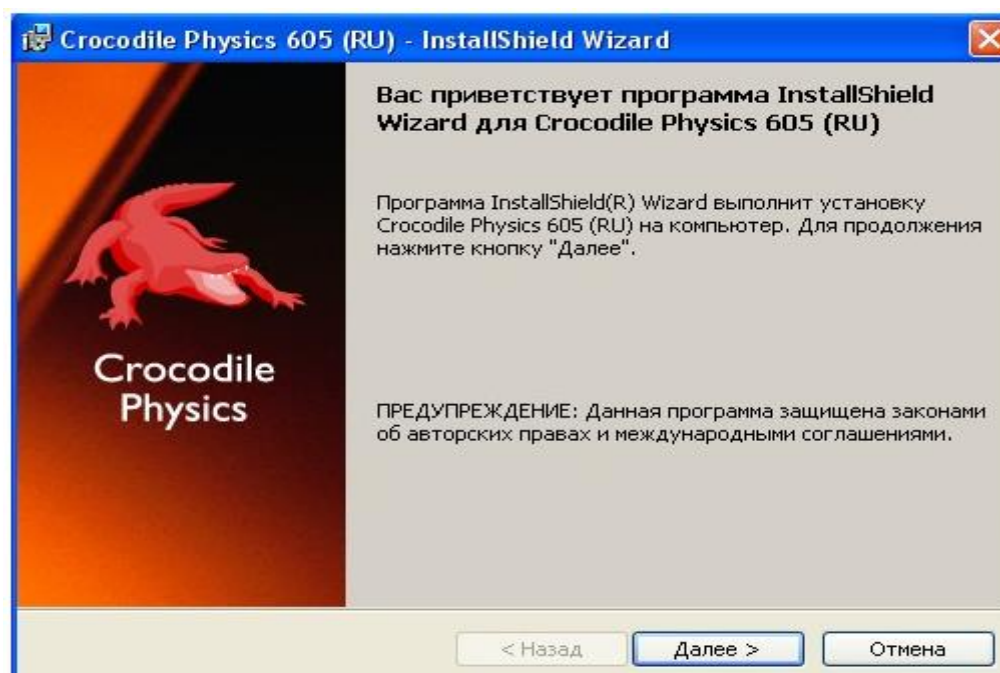 Crocodile Physics 605 (RU) - InstallShield Wizard
Вас приветствует программа InstallShield
Wizard для Crocodile Physics 605 (RU)
Программа InstallShield(R) Wizard выполнит установку
Crocodile Physics 605 (RU) на компьютер. Для продолжения
нажмите кнопку "Далее".
Crocodile
Physics
ПРЕДУПРЕЖДЕНИЕ: Данная программа защищена законами
об авторских правах и международными соглашениями.
< Назад
Далее >
Отмена